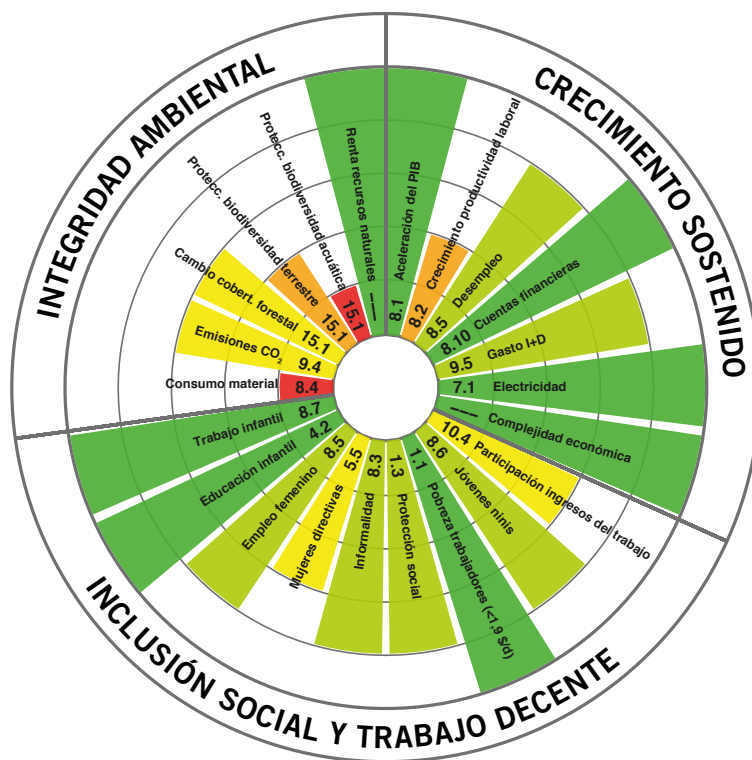 INTEGRIDAD AMBIENTAL
CRECIMIENTO SOSTENIDO
INCLUSIÓN SOCIAL Y TRABAJO DECENTE
8.1 Aceleración del PIB
8.2 Crecimiento productividad laboral
8.5 Desempleo
8.10 Cuentas financieras
9.5 Gasto I+D
7.1 Electricidad
--- Complejidad económica
10.4 Participación ingresos del trabajo
8.6 Jóvenes ninis
1.1 Pobreza trabajadores (<1,9 $/d)
1.3 Protección social
Informalidad 8.3
Mujeres directivas 5.5
Empleo femenino 8.5
Educación infantil 4.2
Trabajo infantil 8.7
Consumo material 8.4
Emisiones CO₂ 9.4
Cambio cobert. forestal 15.1
Protecc. biodiversidad terrestre 15.1
Protecc. biodiversidad acuática 15.1
Renta recursos naturales ---